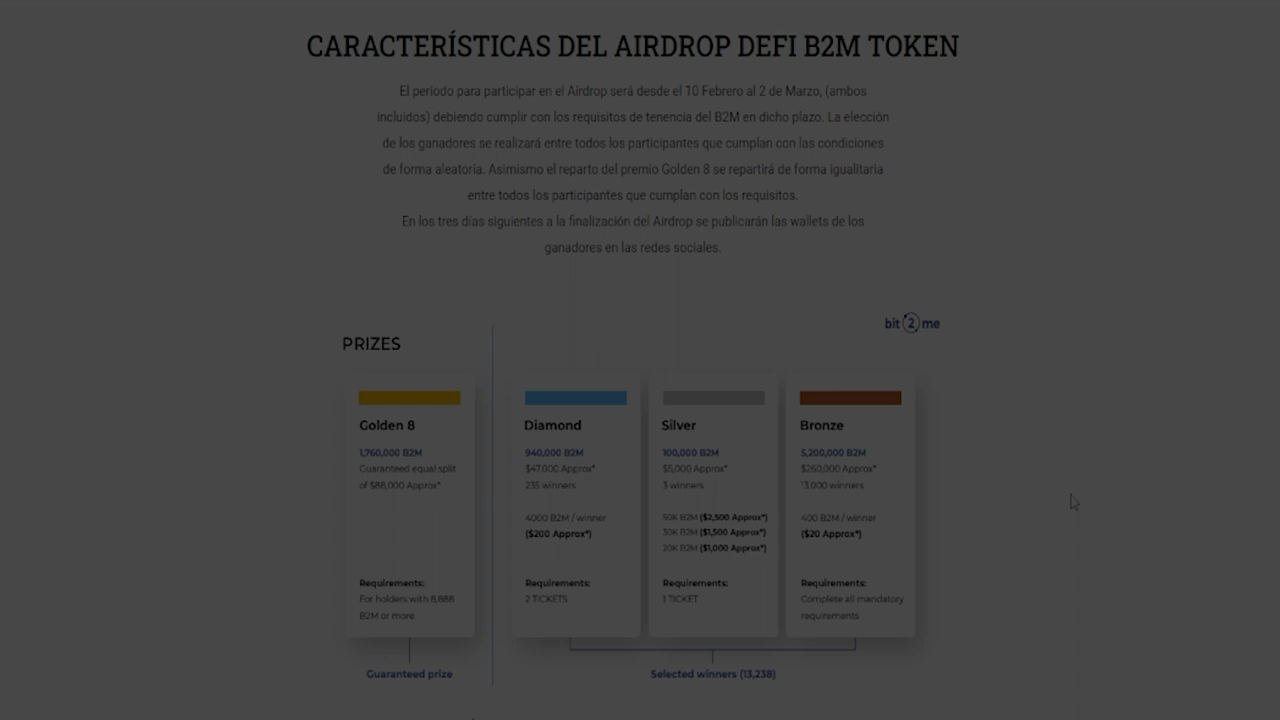 CARACTERÍSTICAS DEL AIRDROP DEFI B2M TOKEN
El periodo para participar en el Airdrop será desde el 10 Febrero al 2 de Marzo, (ambos
incluidos) debiendo cumplir con los requisitos de tenencia del B2M en dicho plazo. La elección
de los ganadores se realizará entre todos los participantes que cumplan con las condiciones
de forma aleatoria. Asimismo el reparto del premio Golden 8 se repartirá de forma igualitaria
entre todos los participantes que cumplan con los requisitos.
En los tres días siguientes a la finalización del Airdrop se publicarán las wallets de los
ganadores en las redes sociales.
bit2me
PRIZES
Golden 8
1,760,000 B2M
Guaranteed equal split
of $88,000 Approx*
Requirements:
For holders with 8,888
B2M or more
Guaranteed prize
Diamond
940,000 B2M
$47,000 Approx*
235 winners
4000 B2M / winner
($200 Approx*)
Requirements:
2 TICKETS
Silver
100,000 B2M
$5,000 Approx*
3 winners
50K B2M ($2,500 Approx*)
30K B2M ($1,500 Approx*)
20K B2M ($1,000 Approx*)
Requirements:
1 TICKET
Bronze
5,200,000 B2M
$260,000 Approx*
13,000 winners
400 B2M / winner
($20 Approx*)
Requirements:
Complete all mandatory
requirements
Selected winners (13,238)